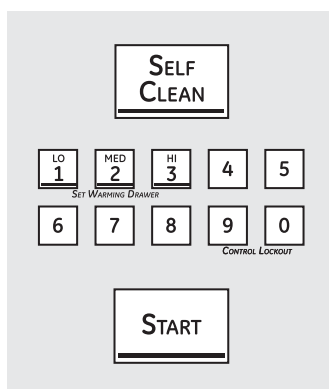 SELF
CLEAN
LO MED HI
1 2 3 4 5
SET WARMING DRAWER
6 7 8 9 0
CONTROL LOCKOUT
START